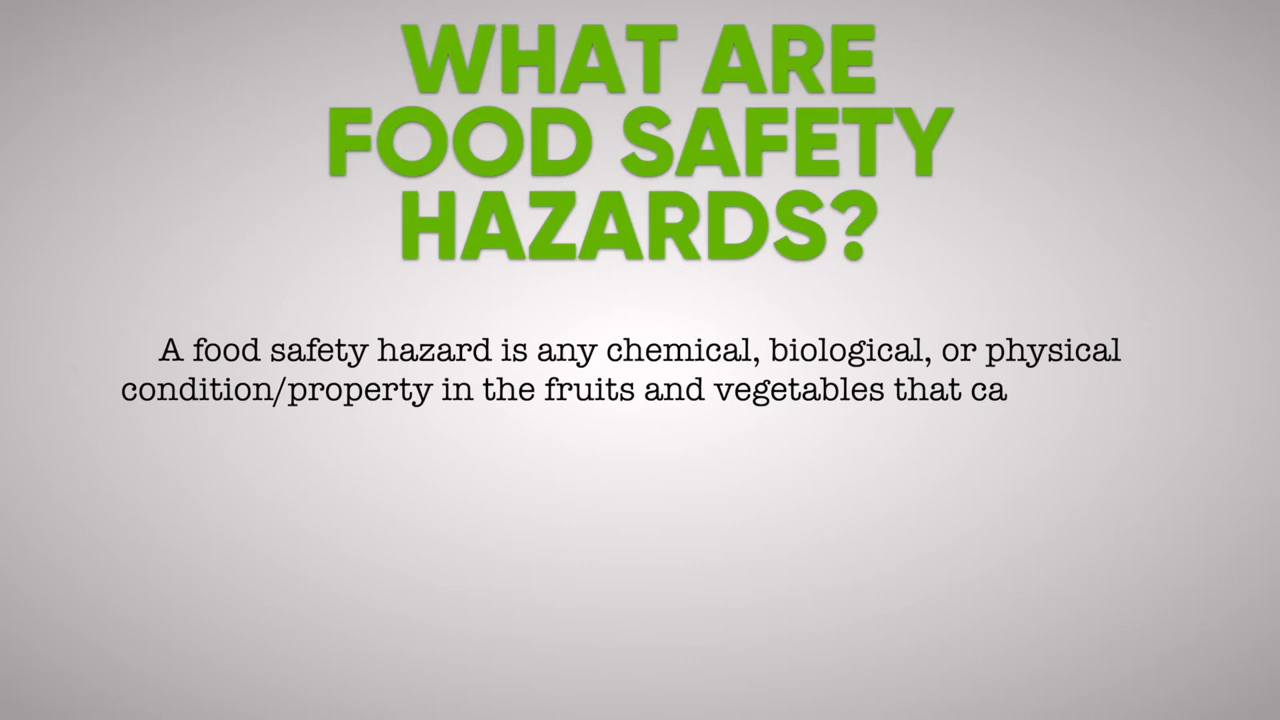 WHAT ARE
FOOD SAFETY
HAZARDS?
A food safety hazard is any chemical, biological, or physical
condition/property in the fruits and vegetables that ca